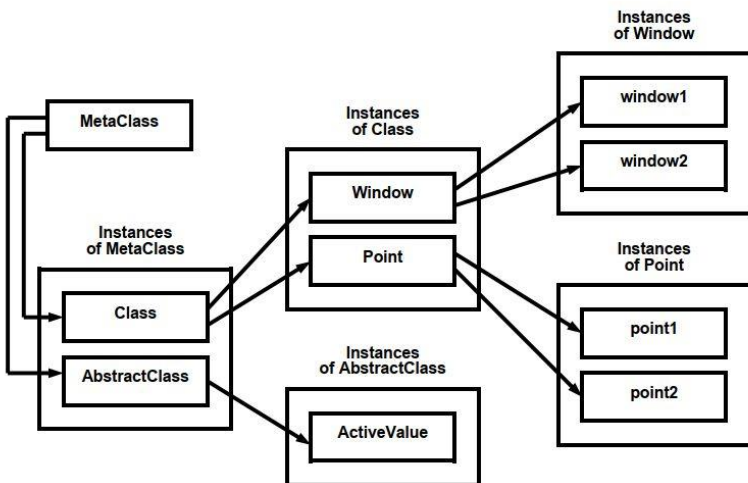 MetaClass
Instances
of MetaClass
Class
AbstractClass
Instances
of Class
Window
Point
Instances
of AbstractClass
ActiveValue
Instances
of Window
window1
window2
Instances
of Point
point1
point2